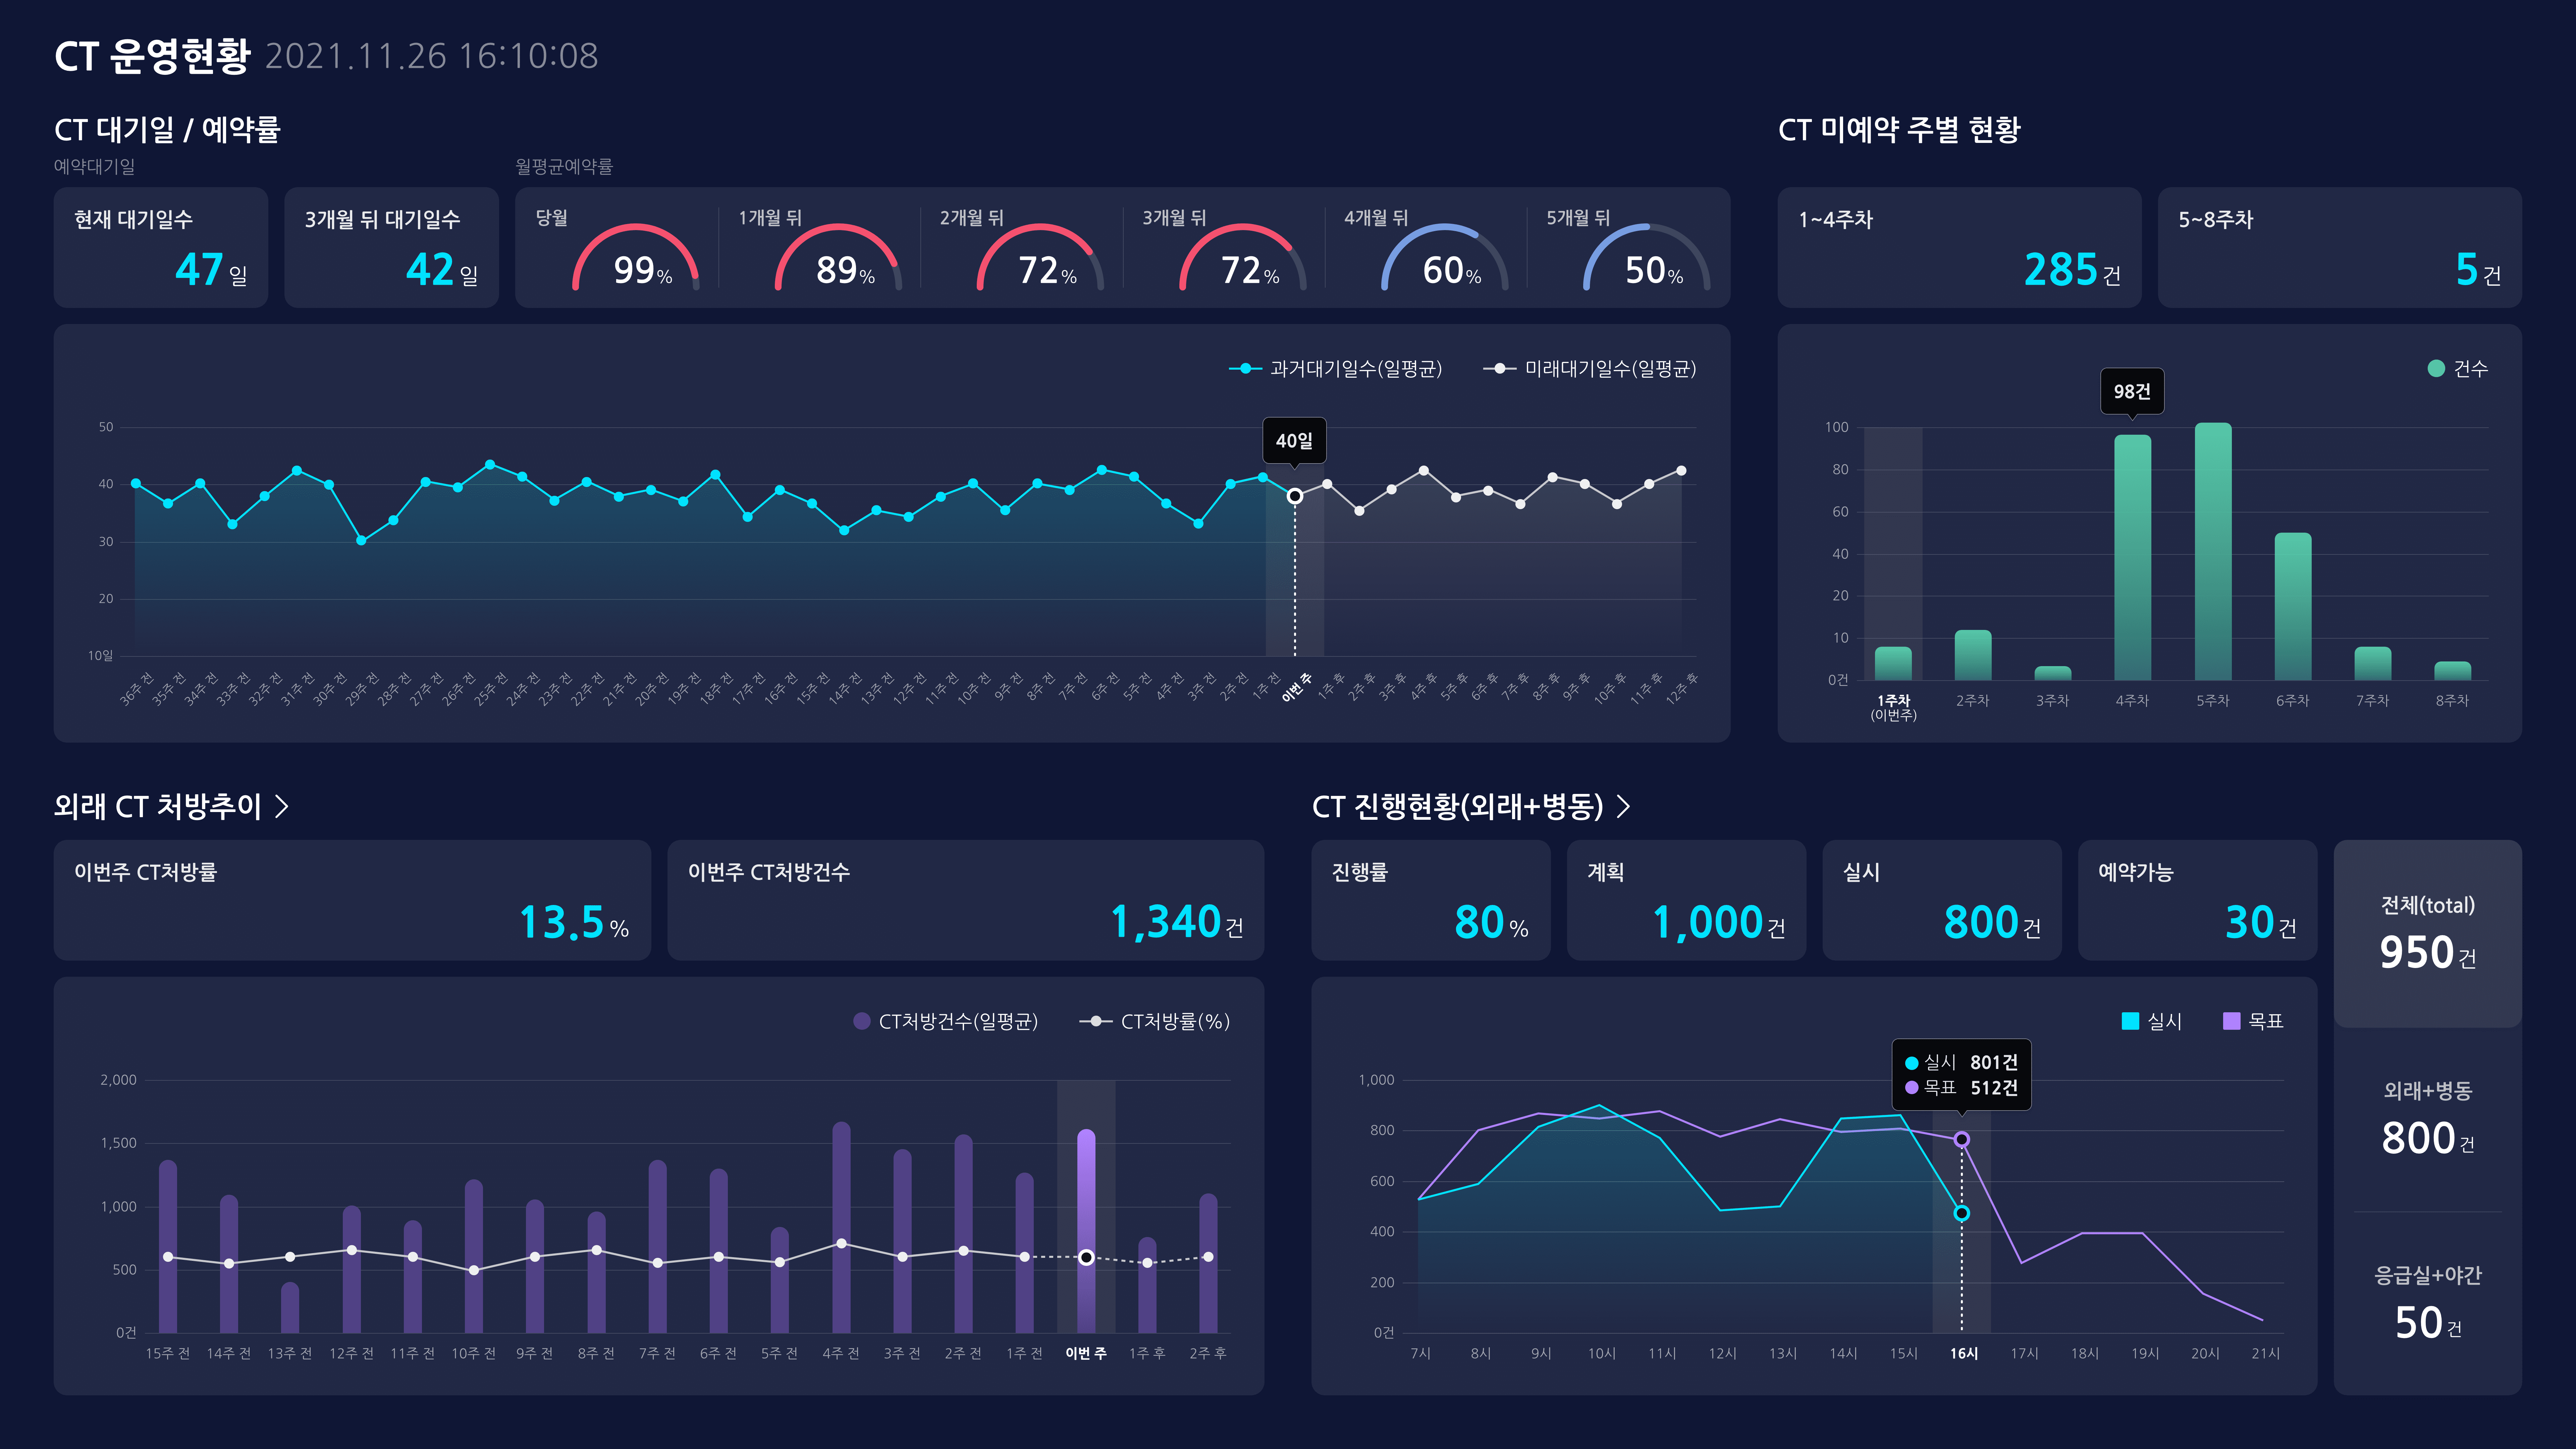 CT 운영현황 2021.11.26 16:10:08
CT 대기일 / 예약률
예약대기일
월평균예약률
현재 대기일수
47일
3개월 뒤 대기일수
42일
당월
99%
1개월 뒤
89%
2개월 뒤
72%
3개월 뒤
72%
4개월 뒤
60%
5개월 뒤
50%
과거대기일수(일평균) 미래대기일수(일평균)
40일
50
40
30
20
10일
36주 전 35주 전 34주 전 33주 전 32주 전 31주 전 30주 전 29주 전 28주 전 27주 전 26주 전 25주 전 24주 전 23주 전 22주 전 21주 전 20주 전 19주 전 18주 전 17주 전 16주 전 15주 전 14주 전 13주 전 12주 전 11주 전 10주 전 9주 전 8주 전 7주 전 6주 전 5주 전 4주 전 3주 전 2주 전 1주 전 이번 주 1주 후 2주 후 3주 후 4주 후 5주 후 6주 후 7주 후 8주 후 9주 후 10주 후 11주 후 12주 후
CT 미예약 주별 현황
1~4주차
285건
5~8주차
5건
건수
98건
100
80
60
40
20
10
0건
1주차 2주차 3주차 4주차 5주차 6주차 7주차 8주차
(이번주)
외래 CT 처방추이
이번주 CT처방률
13.5%
이번주 CT처방건수
1,340건
CT처방건수(일평균) CT처방률(%)
2,000
1,500
1,000
500
0건
15주 전 14주 전 13주 전 12주 전 11주 전 10주 전 9주 전 8주 전 7주 전 6주 전 5주 전 4주 전 3주 전 2주 전 1주 전 이번 주 1주 후 2주 후
CT 진행현황(외래+병동)
진행률
80%
계획
1,000건
실시
800건
예약가능
30건
실시 목표
실시 801건
목표 512건
1,000
800
600
400
200
0건
7시 8시 9시 10시 11시 12시 13시 14시 15시 16시 17시 18시 19시 20시 21시
전체(total)
950건
외래+병동
800건
응급실+야간
50건